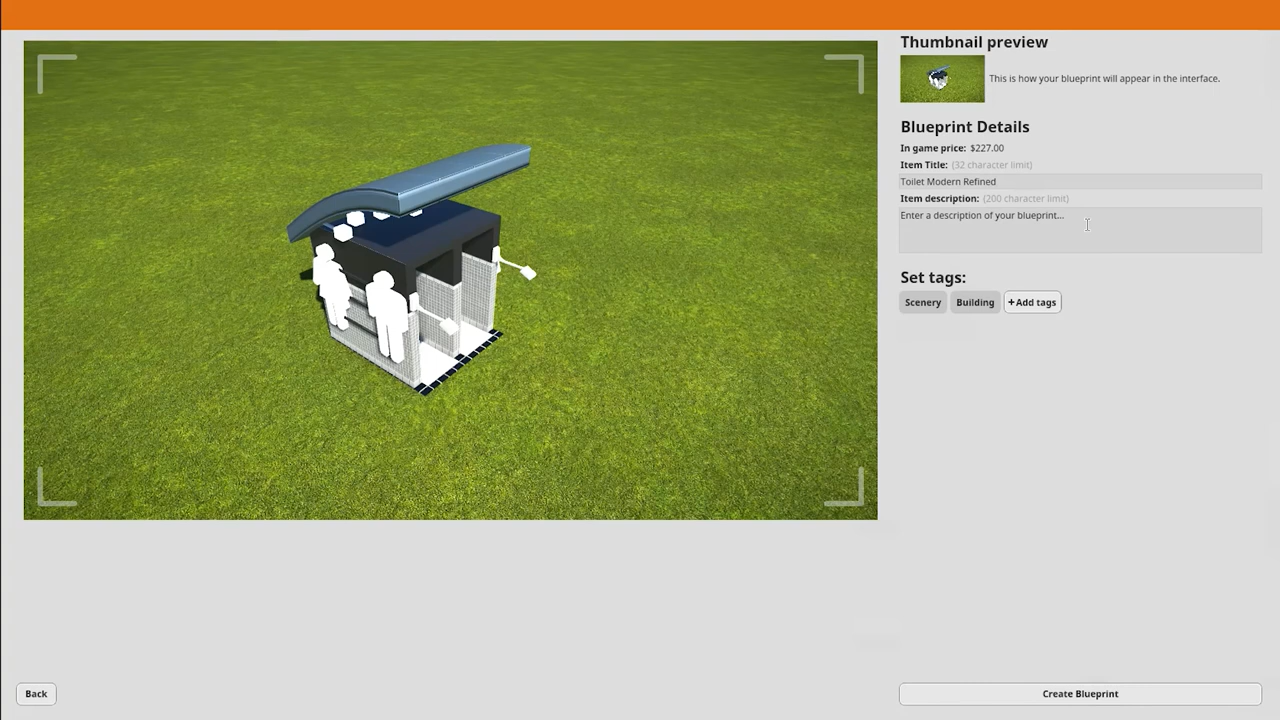 Thumbnail preview
This is how your blueprint will appear in the interface.
Blueprint Details
In game price: $227.00
Item Title: (32 character limit)
Toilet Modern Refined
Item description: (200 character limit)
Enter a description of your blueprint...
Set tags:
Scenery Building +Add tags
Back Create Blueprint